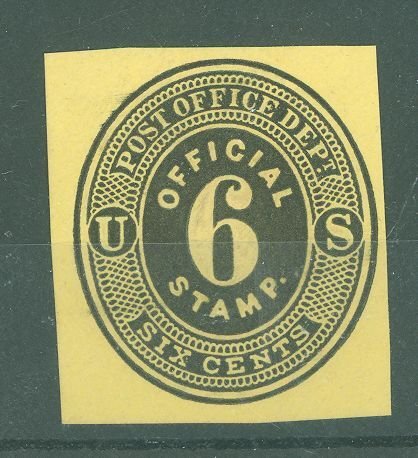 POST OFFICE DEPT
OFFICIAL
U 6 S
STAMP.
SIX CENTS